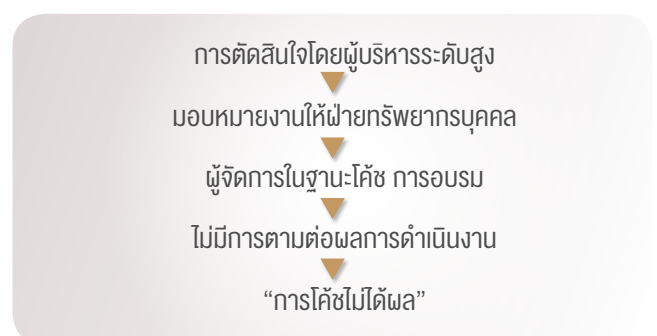 การตัดสินใจโดยผู้บริหารระดับสูง
มอบหมายงานให้ฝ่ายทรัพยากรบุคคล
ผู้จัดการในฐานะโค้ช การอบรม
ไม่มีการตามต่อผลการดำเนินงาน
“การโค้ชไม่ได้ผล”